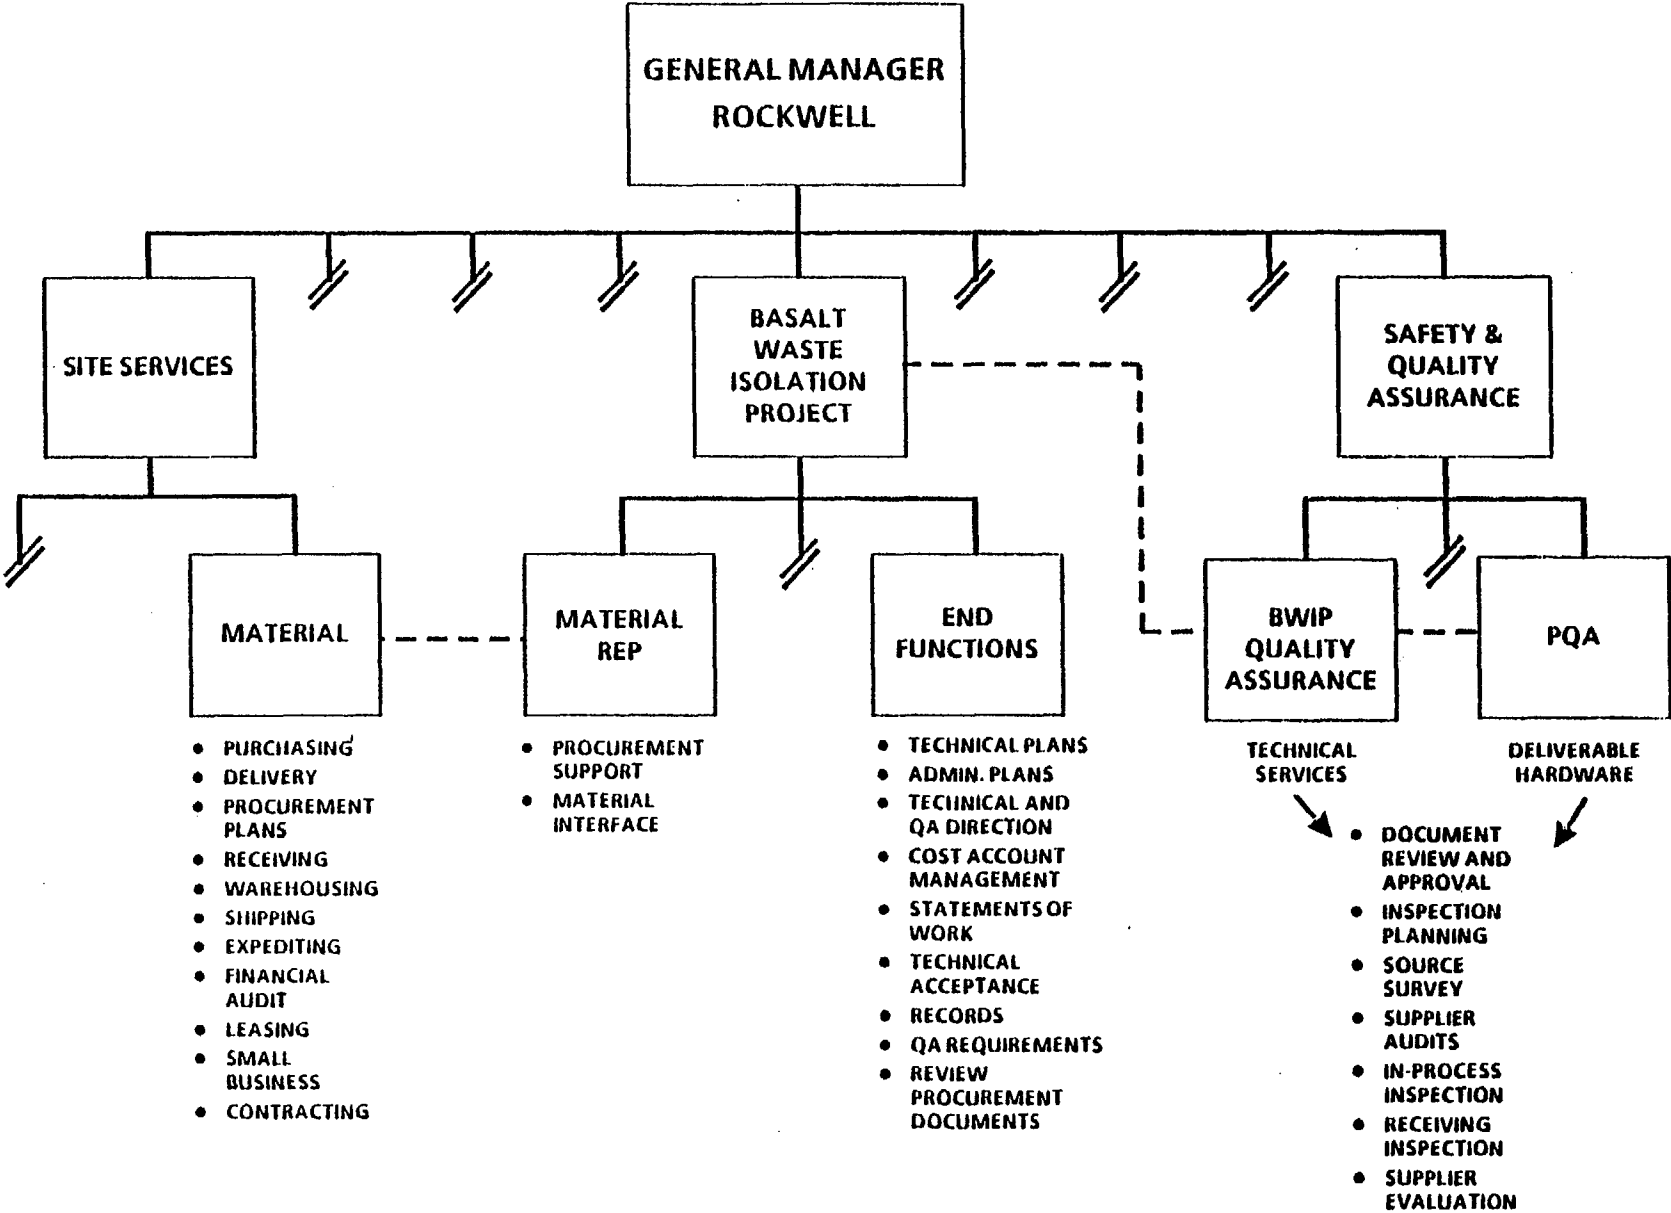 GENERAL MANAGER
ROCKWELL
SITE SERVICES
BASALT
WASTE
ISOLATION
PROJECT
SAFETY &
QUALITY
ASSURANCE
MATERIAL
MATERIAL
REP
END
FUNCTIONS
BWIP
QUALITY
ASSURANCE
PQA
• PURCHASING
• DELIVERY
• PROCUREMENT
PLANS
• RECEIVING
• WAREHOUSING
• SHIPPING
• EXPEDITING
• FINANCIAL
AUDIT
• LEASING
• SMALL
BUSINESS
• CONTRACTING
• PROCUREMENT
SUPPORT
• MATERIAL
INTERFACE
• TECHNICAL PLANS
• ADMIN. PLANS
• TECHNICAL AND
QA DIRECTION
• COST ACCOUNT
MANAGEMENT
• STATEMENTS OF
WORK
• TECHNICAL
ACCEPTANCE
• RECORDS
• QA REQUIREMENTS
• REVIEW
PROCUREMENT
DOCUMENTS
TECHNICAL
SERVICES
DELIVERABLE
HARDWARE
• DOCUMENT
REVIEW AND
APPROVAL
• INSPECTION
PLANNING
• SOURCE
SURVEY
• SUPPLIER
AUDITS
• IN-PROCESS
INSPECTION
• RECEIVING
INSPECTION
• SUPPLIER
EVALUATION